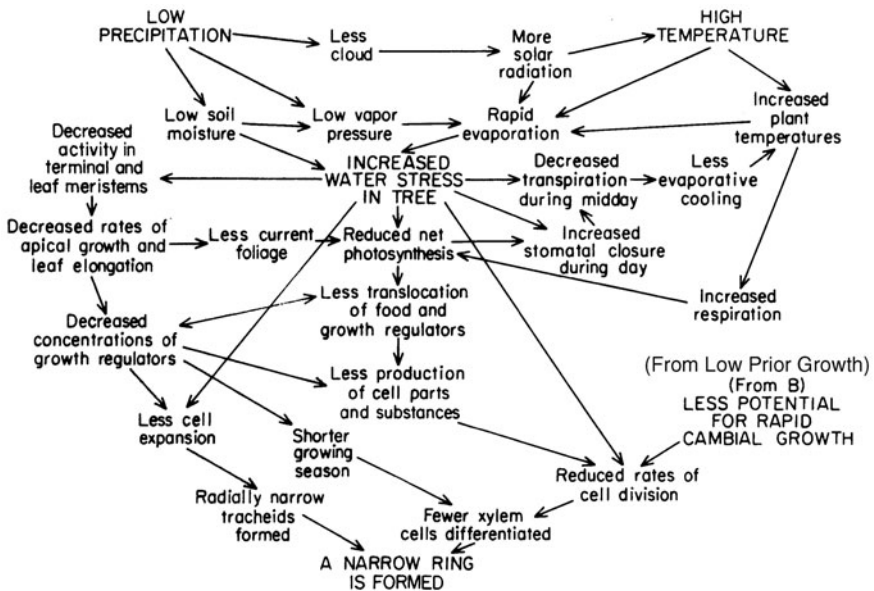 LOW
PRECIPITATION
Less
cloud
More
solar
radiation
HIGH
TEMPERATURE
Low soil
moisture
Low vapor
pressure
Rapid
evaporation
Increased
plant
temperatures
Decreased
activity in
terminal and
leaf meristems
INCREASED
WATER STRESS
IN TREE
Decreased
transpiration
during midday
Less
evaporative
cooling
Decreased rates of
apical growth and
leaf elongation
Less current
foliage
Reduced net
photosynthesis
Increased
stomatal closure
during day
Increased
respiration
Less translocation
of food and
growth regulators
Decreased
concentrations of
growth regulators
Less production
of cell parts
and substances
(From Low Prior Growth)
(From B)
LESS POTENTIAL
FOR RAPID
CAMBIAL GROWTH
Less cell
expansion
Shorter
growing
season
Reduced rates of
cell division
Radially narrow
tracheids
formed
Fewer xylem
cells differentiated
A NARROW RING
IS FORMED